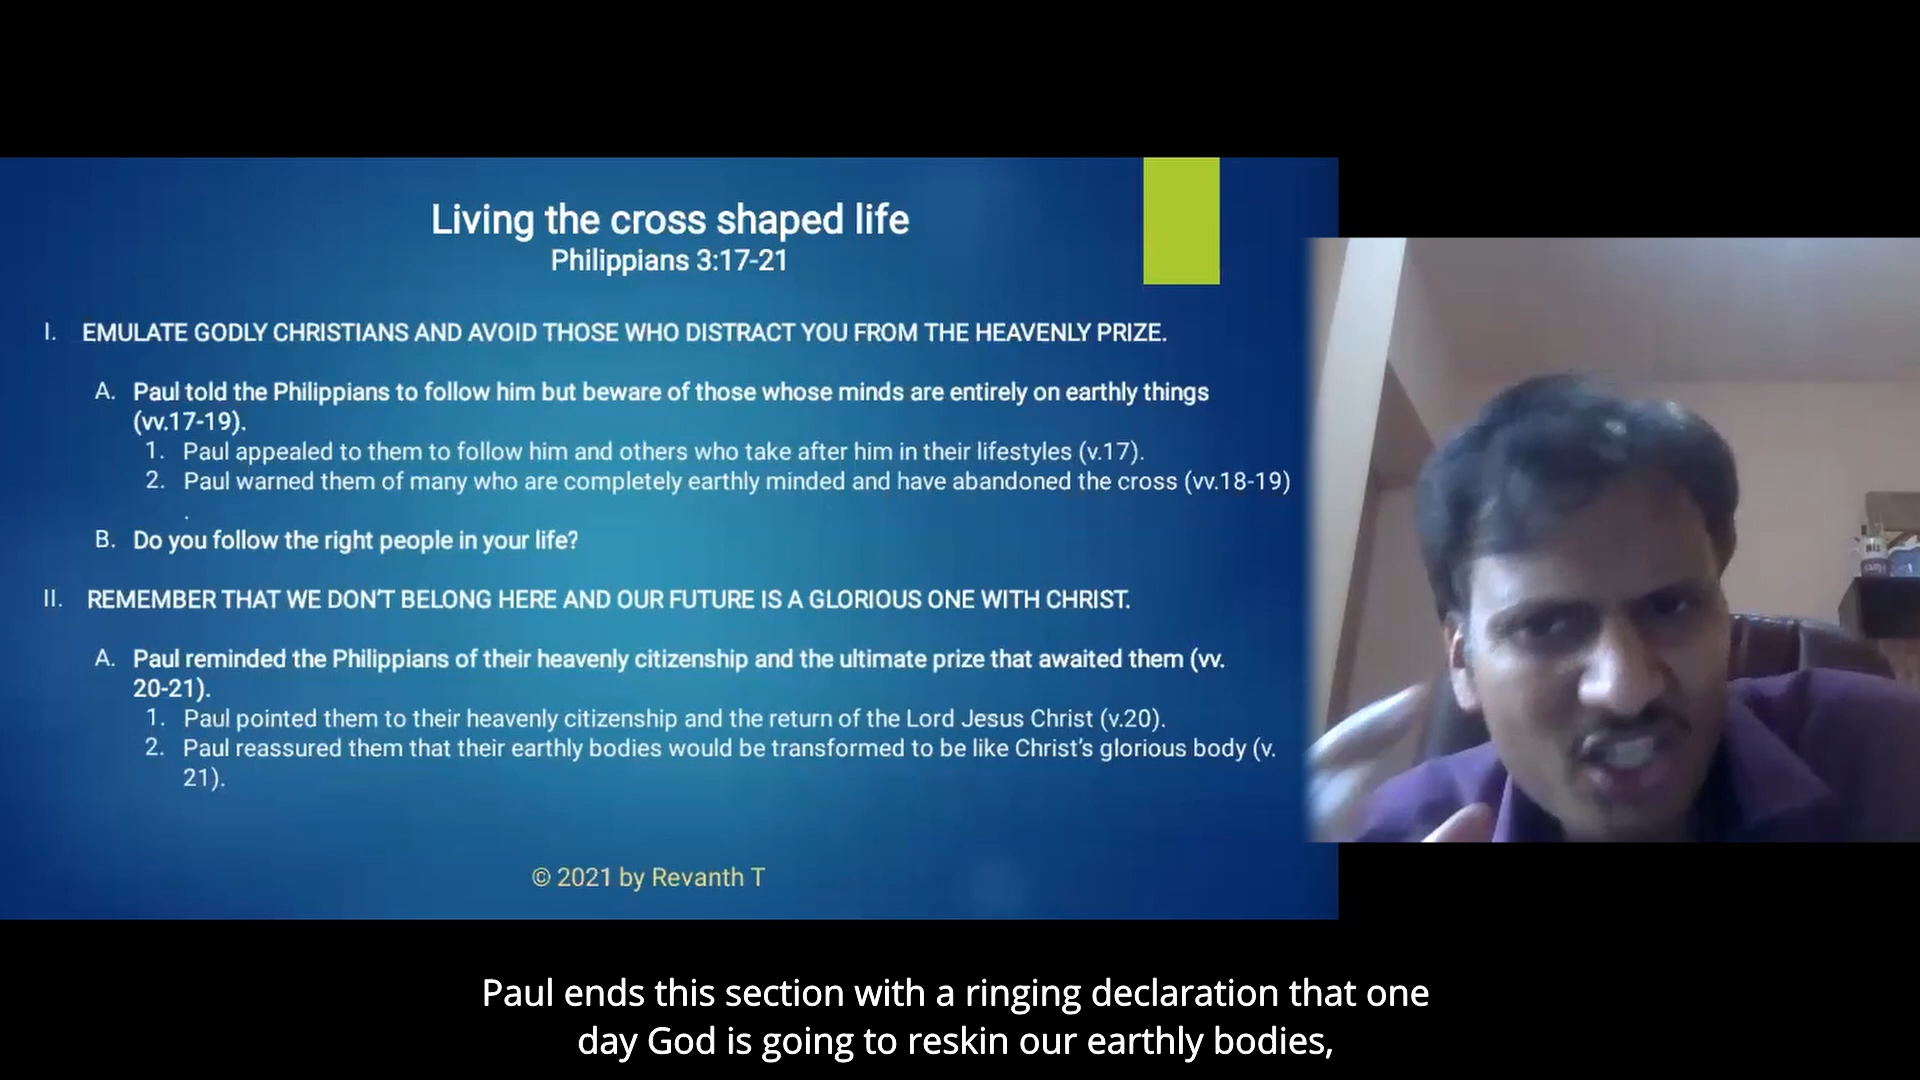 Living the cross shaped life
Philippians 3:17-21
I. EMULATE GODLY CHRISTIANS AND AVOID THOSE WHO DISTRACT YOU FROM THE HEAVENLY PRIZE.
A. Paul told the Philippians to follow him but beware of those whose minds are entirely on earthly things
(vv.17-19).
1. Paul appealed to them to follow him and others who take after him in their lifestyles (v.17).
2. Paul warned them of many who are completely earthly minded and have abandoned the cross (vv.18-19)
.
B. Do you follow the right people in your life?
II. REMEMBER THAT WE DON'T BELONG HERE AND OUR FUTURE IS A GLORIOUS ONE WITH CHRIST.
A. Paul reminded the Philippians of their heavenly citizenship and the ultimate prize that awaited them (vv.
20-21).
1. Paul pointed them to their heavenly citizenship and the return of the Lord Jesus Christ (v.20).
2. Paul reassured them that their earthly bodies would be transformed to be like Christ's glorious body (v.
21).
© 2021 by Revanth T
Paul ends this section with a ringing declaration that one
day God is going to reskin our earthly bodies,